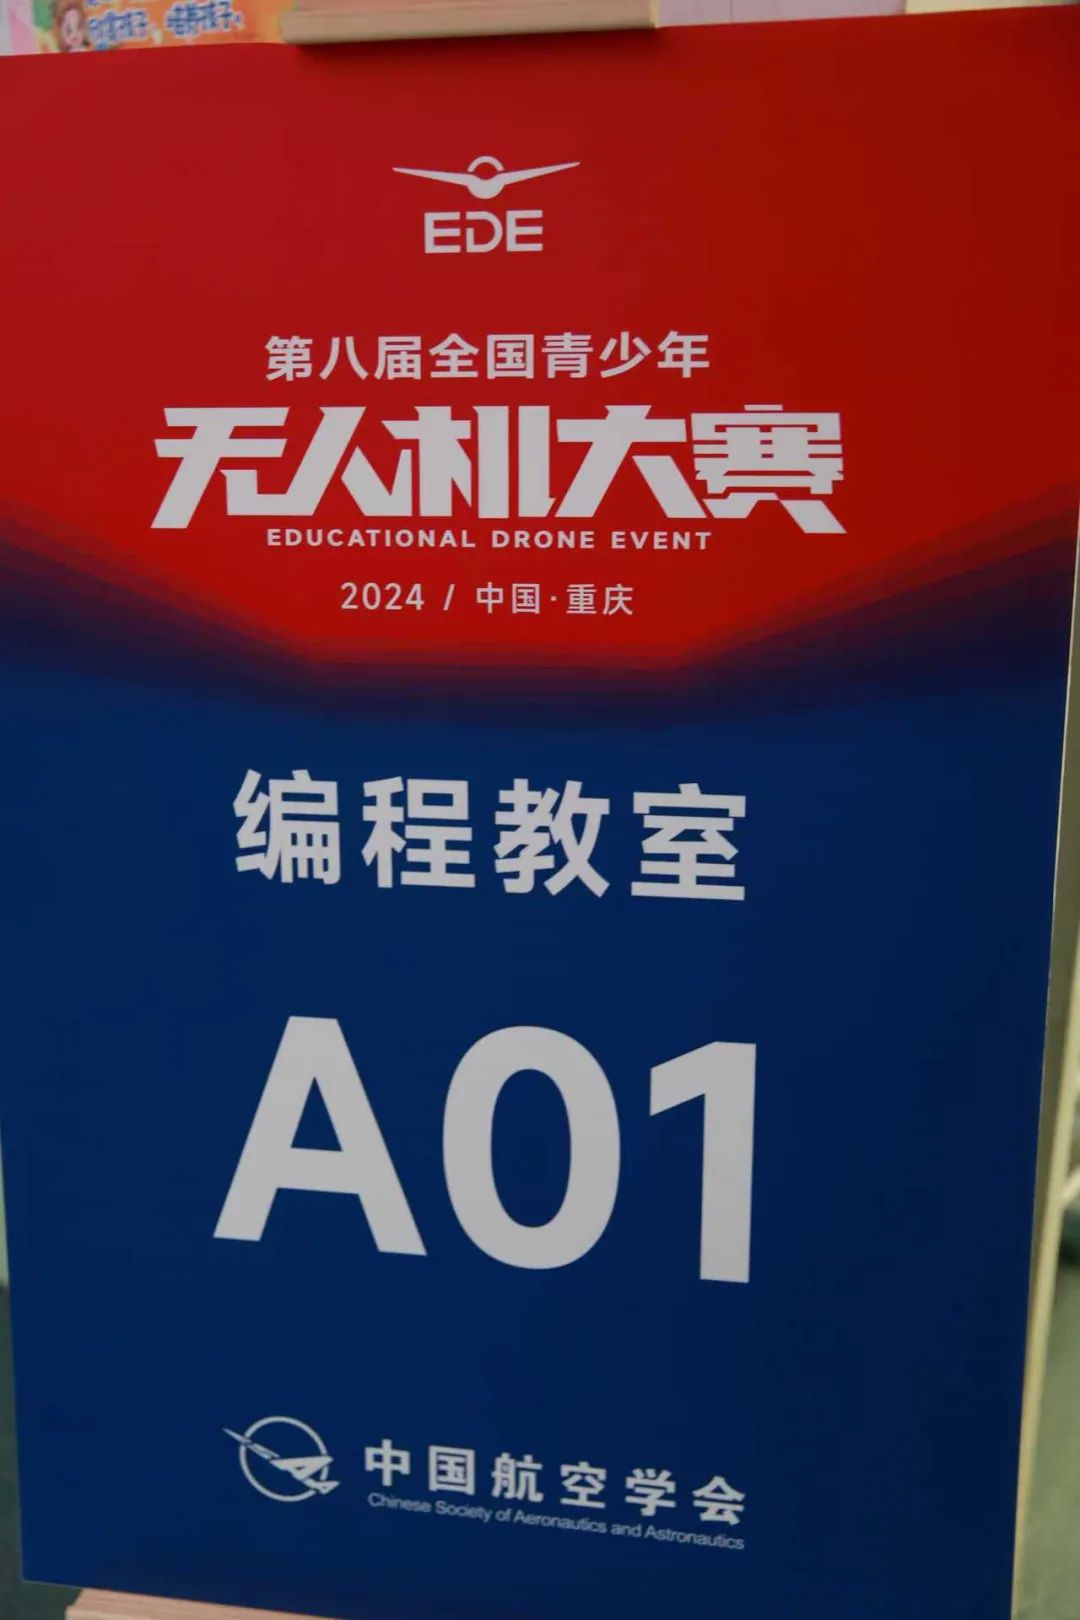 EDE
第八届全国青少年
无人机大赛
EDUCATIONAL DRONE EVENT
2024 / 中国·重庆
编程教室
A01
中国航空学会
Chinese Society of Aeronautics and Astronautics